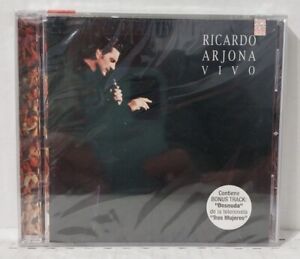 RICARDO
ARJONA
VIVO
Contiene
BONUS TRACK:
"Desnuda"
de la telenovela
"Tres Mujeres"